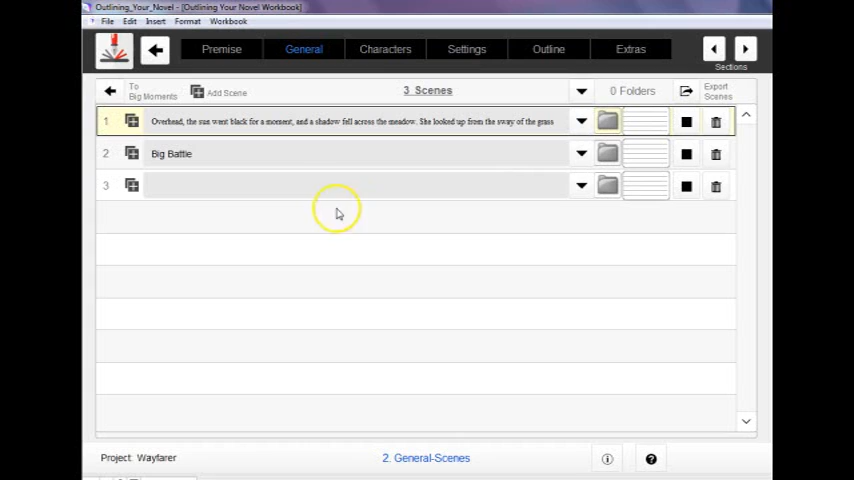 Outlining_Your_Novel - [Outlining Your Novel Workbook]
File Edit Insert Format Workbook
Premise General Characters Settings Outline Extras
Sections
To Big Moments
Add Scene
3 Scenes
0 Folders
Export Scenes
1 Overhead, the sun went black for a moment, and a shadow fell across the meadow. She looked up from the sway of the grass
2 Big Battle
3
Project: Wayfarer
2. General-Scenes